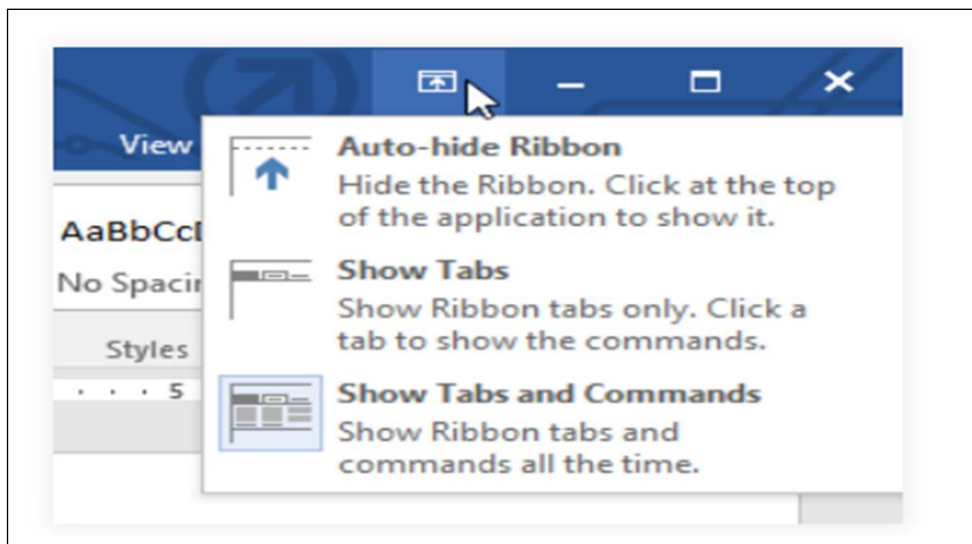 View
Auto-hide Ribbon
Hide the Ribbon. Click at the top
of the application to show it.
AaBbCcD
No Spacin
Show Tabs
Show Ribbon tabs only. Click a
tab to show the commands.
Styles
Show Tabs and Commands
5
Show Ribbon tabs and
commands all the time.